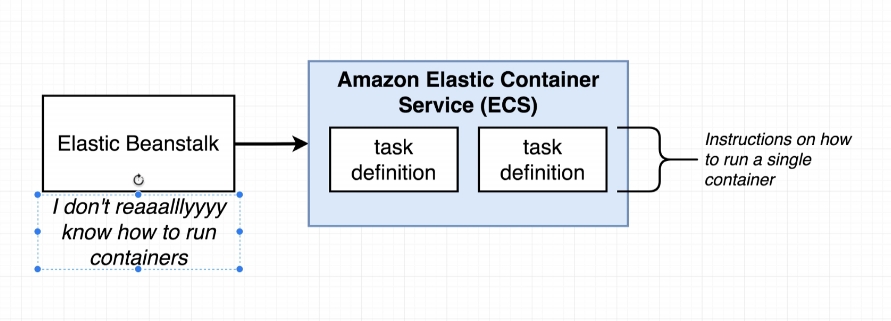 Amazon Elastic Container
Service (ECS)
Elastic Beanstalk
task
definition
task
definition
Instructions on how
to run a single
container
I don't reaaalllyyyy
know how to run
containers